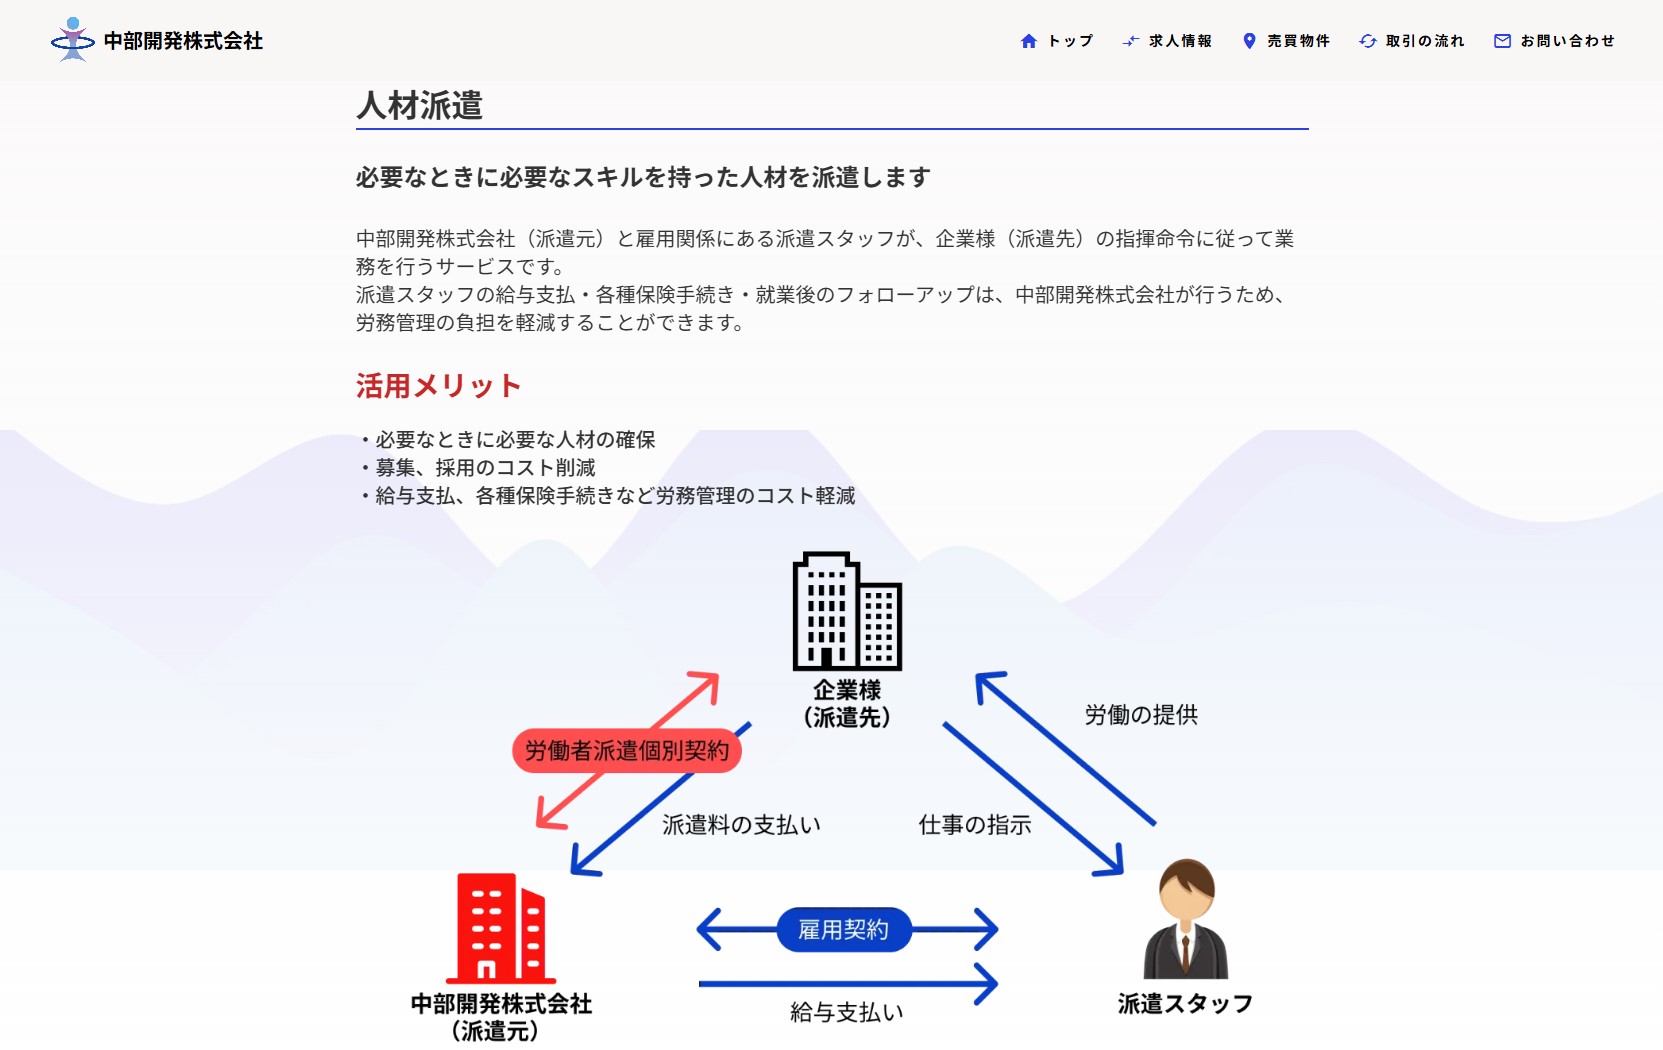 中部開発株式会社
トップ
求人情報
売買物件
取引の流れ
お問い合わせ
人材派遣
必要なときに必要なスキルを持った人材を派遣します
中部開発株式会社（派遣元）と雇用関係にある派遣スタッフが、企業様（派遣先）の指揮命令に従って業
務を行うサービスです。
派遣スタッフの給与支払・各種保険手続き・就業後のフォローアップは、中部開発株式会社が行うため、
労務管理の負担を軽減することができます。
活用メリット
・必要なときに必要な人材の確保
・募集、採用のコスト削減
・給与支払、各種保険手続きなど労務管理のコスト軽減
企業様
（派遣先）
労働の提供
労働者派遣個別契約
派遣料の支払い
仕事の指示
雇用契約
中部開発株式会社
（派遣元）
給与支払い
派遣スタッフ